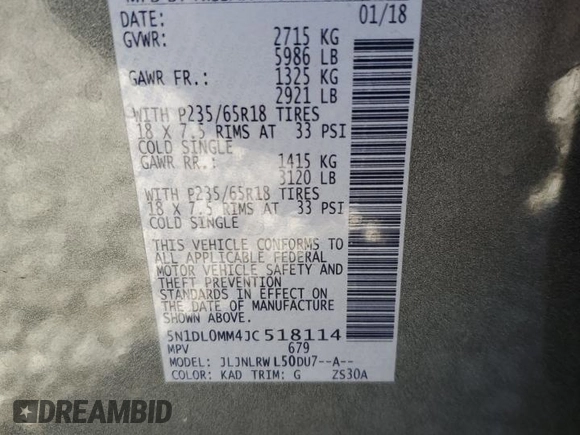 DATE: 01/18
GVWR: 2715 KG
5986 LB
GAWR FR.: 1325 KG
2921 LB
WITH P235/65R18 TIRES
18 X 7.5 RIMS AT 33 PSI
COLD SINGLE
GAWR RR.: 1415 KG
3120 LB
WITH P235/65R18 TIRES
18 X 7.5 RIMS AT 33 PSI
COLD SINGLE
THIS VEHICLE CONFORMS TO
ALL APPLICABLE FEDERAL
MOTOR VEHICLE SAFETY AND
THEFT PREVENTION
STANDARDS IN EFFECT ON
THE DATE OF MANUFACTURE
SHOWN ABOVE.
5N1DL0MM4JC518114
MPV 679
MODEL: JLJNLRWL50DU7--A--
COLOR: KAD TRIM: G ZS30A
DREAMBID
.COM